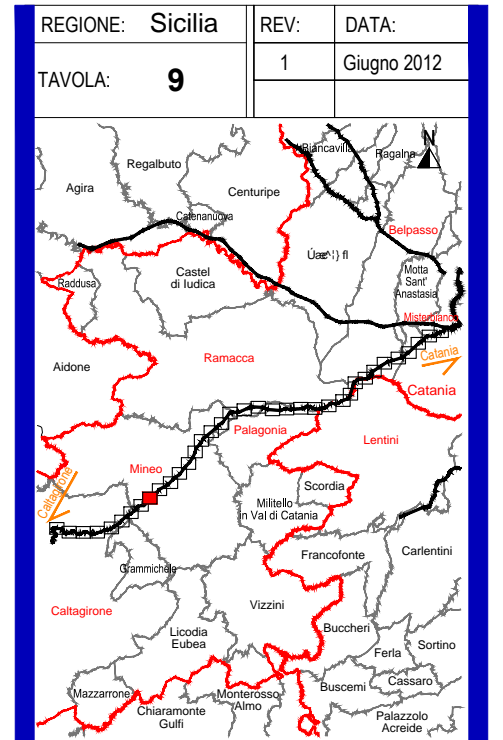 REGIONE: Sicilia
REV:
DATA:
TAVOLA: 9
1
Giugno 2012
N
Biancavilla
Ragalna
Regalbuto
Agira
Centuripe
Catenanuova
Belpasso
Motta
Sant'
Anastasia
Raddusa
Castel
di Iudica
Misterbianco
Ramacca
Catania
Aidone
Catania
Palagonia
Lentini
Mineo
Scordia
Caltagirone
Militello
in Val di Catania
Francofonte
Carlentini
Grammichele
Caltagirone
Vizzini
Licodia
Eubea
Buccheri
Ferla
Sortino
Cassaro
Buscemi
Mazzarrone
Monterosso
Almo
Chiaramonte
Gulfi
Palazzolo
Acreide